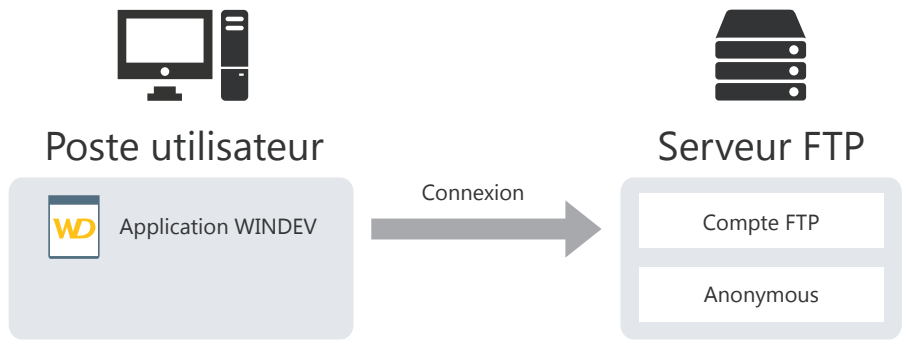 Poste utilisateur
Serveur FTP
WD
Application WINDEV
Connexion
Compte FTP
Anonymous